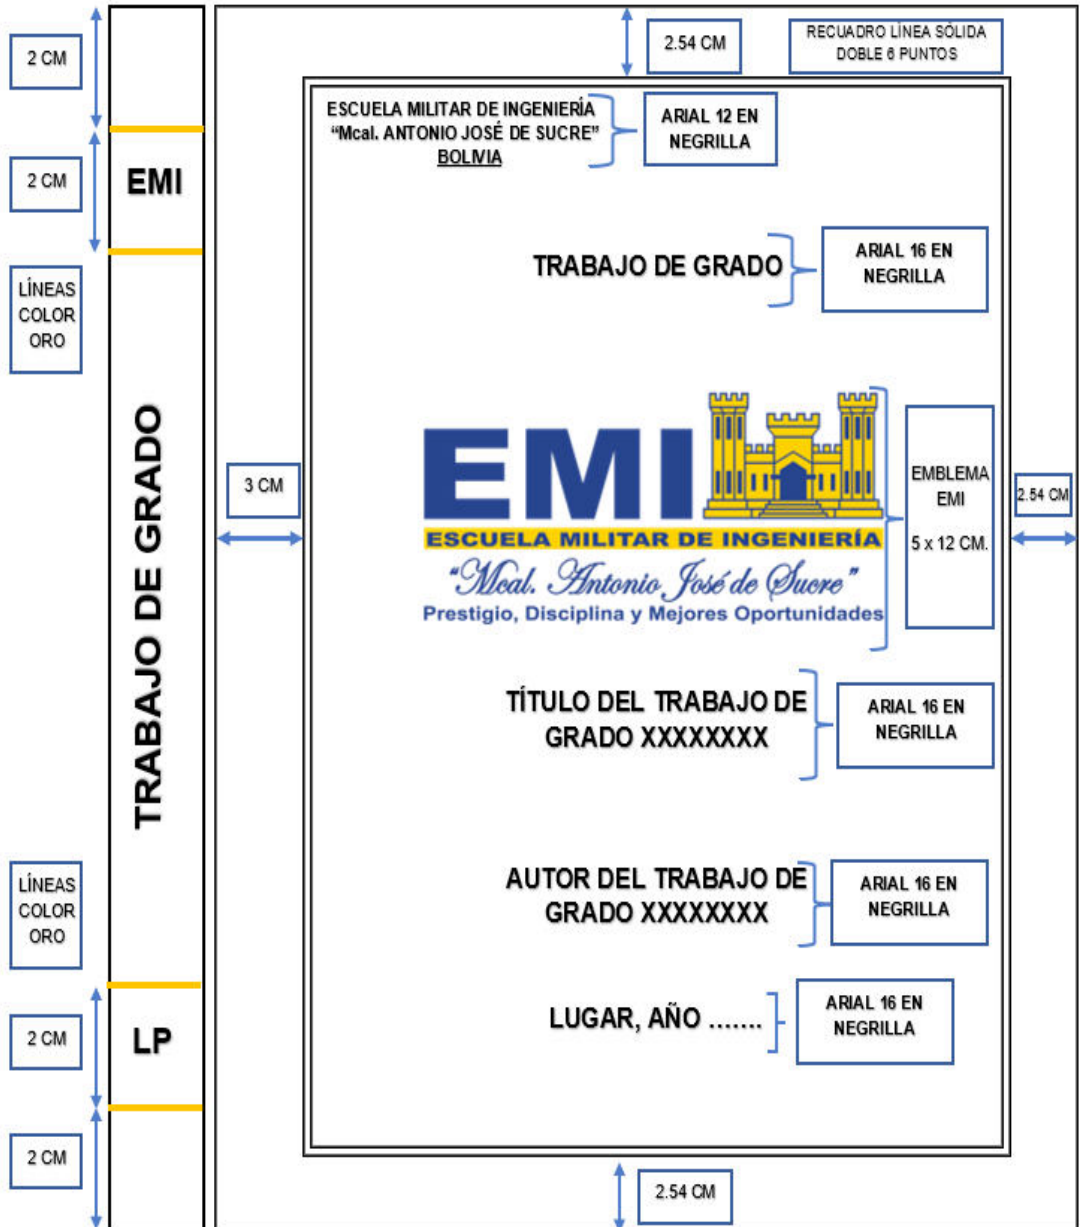 2 CM
2 CM
EMI
LÍNEAS
COLOR
ORO
TRABAJO DE GRADO
LÍNEAS
COLOR
ORO
2 CM
LP
2 CM
2.54 CM
RECUADRO LÍNEA SÓLIDA
DOBLE 6 PUNTOS
ESCUELA MILITAR DE INGENIERÍA
“Mcal. ANTONIO JOSÉ DE SUCRE”
BOLIVIA
ARIAL 12 EN
NEGRILLA
TRABAJO DE GRADO
ARIAL 16 EN
NEGRILLA
3 CM
EMI
ESCUELA MILITAR DE INGENIERÍA
“Mcal. Antonio José de Sucre”
Prestigio, Disciplina y Mejores Oportunidades
EMBLEMA
EMI
5 x 12 CM.
2.54 CM
TÍTULO DEL TRABAJO DE
GRADO XXXXXXXX
ARIAL 16 EN
NEGRILLA
AUTOR DEL TRABAJO DE
GRADO XXXXXXXX
ARIAL 16 EN
NEGRILLA
LUGAR, AÑO .......
ARIAL 16 EN
NEGRILLA
2.54 CM